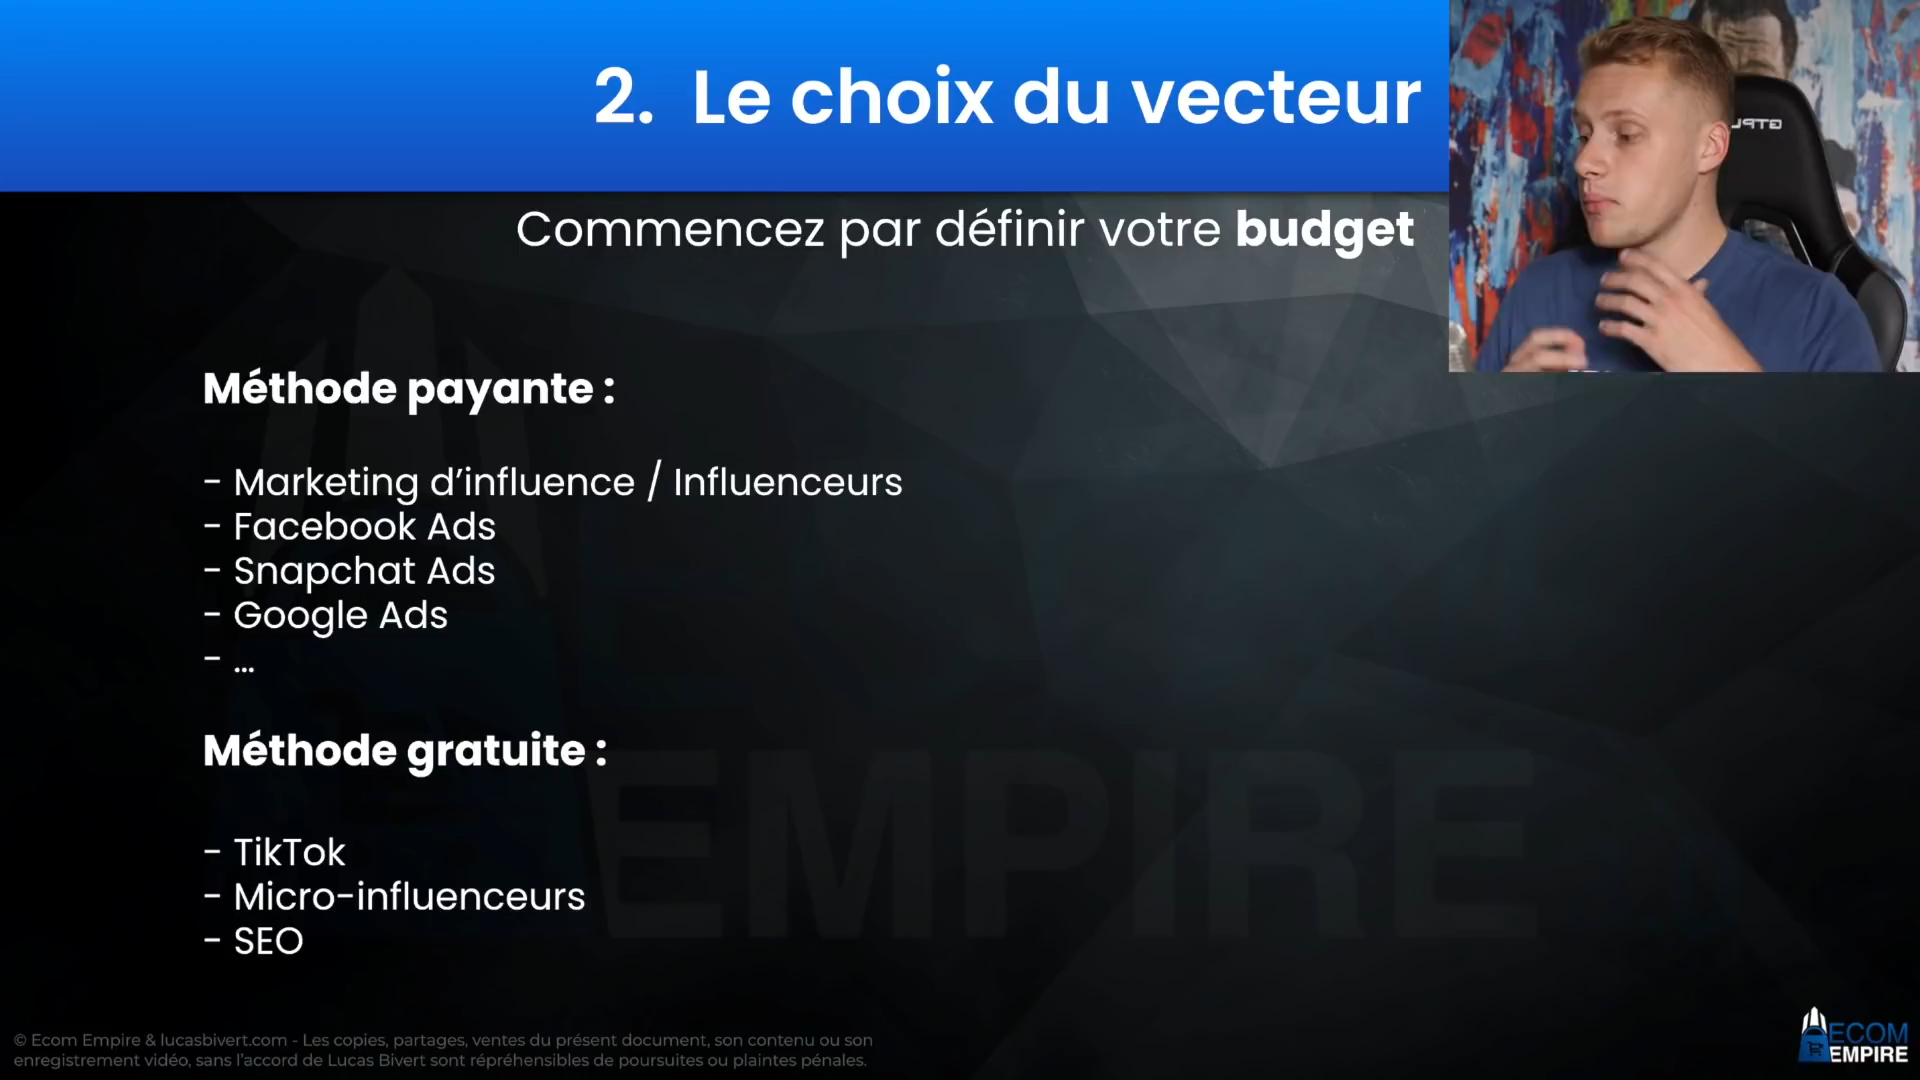 2. Le choix du vecteur
GTPL
Commencez par définir votre budget
Méthode payante :
- Marketing d’influence / Influenceurs
- Facebook Ads
- Snapchat Ads
- Google Ads
- ...
Méthode gratuite :
- TikTok
- Micro-influenceurs
- SEO
EMPIRE
© Ecom Empire & lucasbivert.com - Les copies, partages, ventes du présent document, son contenu ou son
enregistrement vidéo, sans l’accord de Lucas Bivert sont répréhensibles de poursuites ou plaintes pénales.
ECOM
EMPIRE